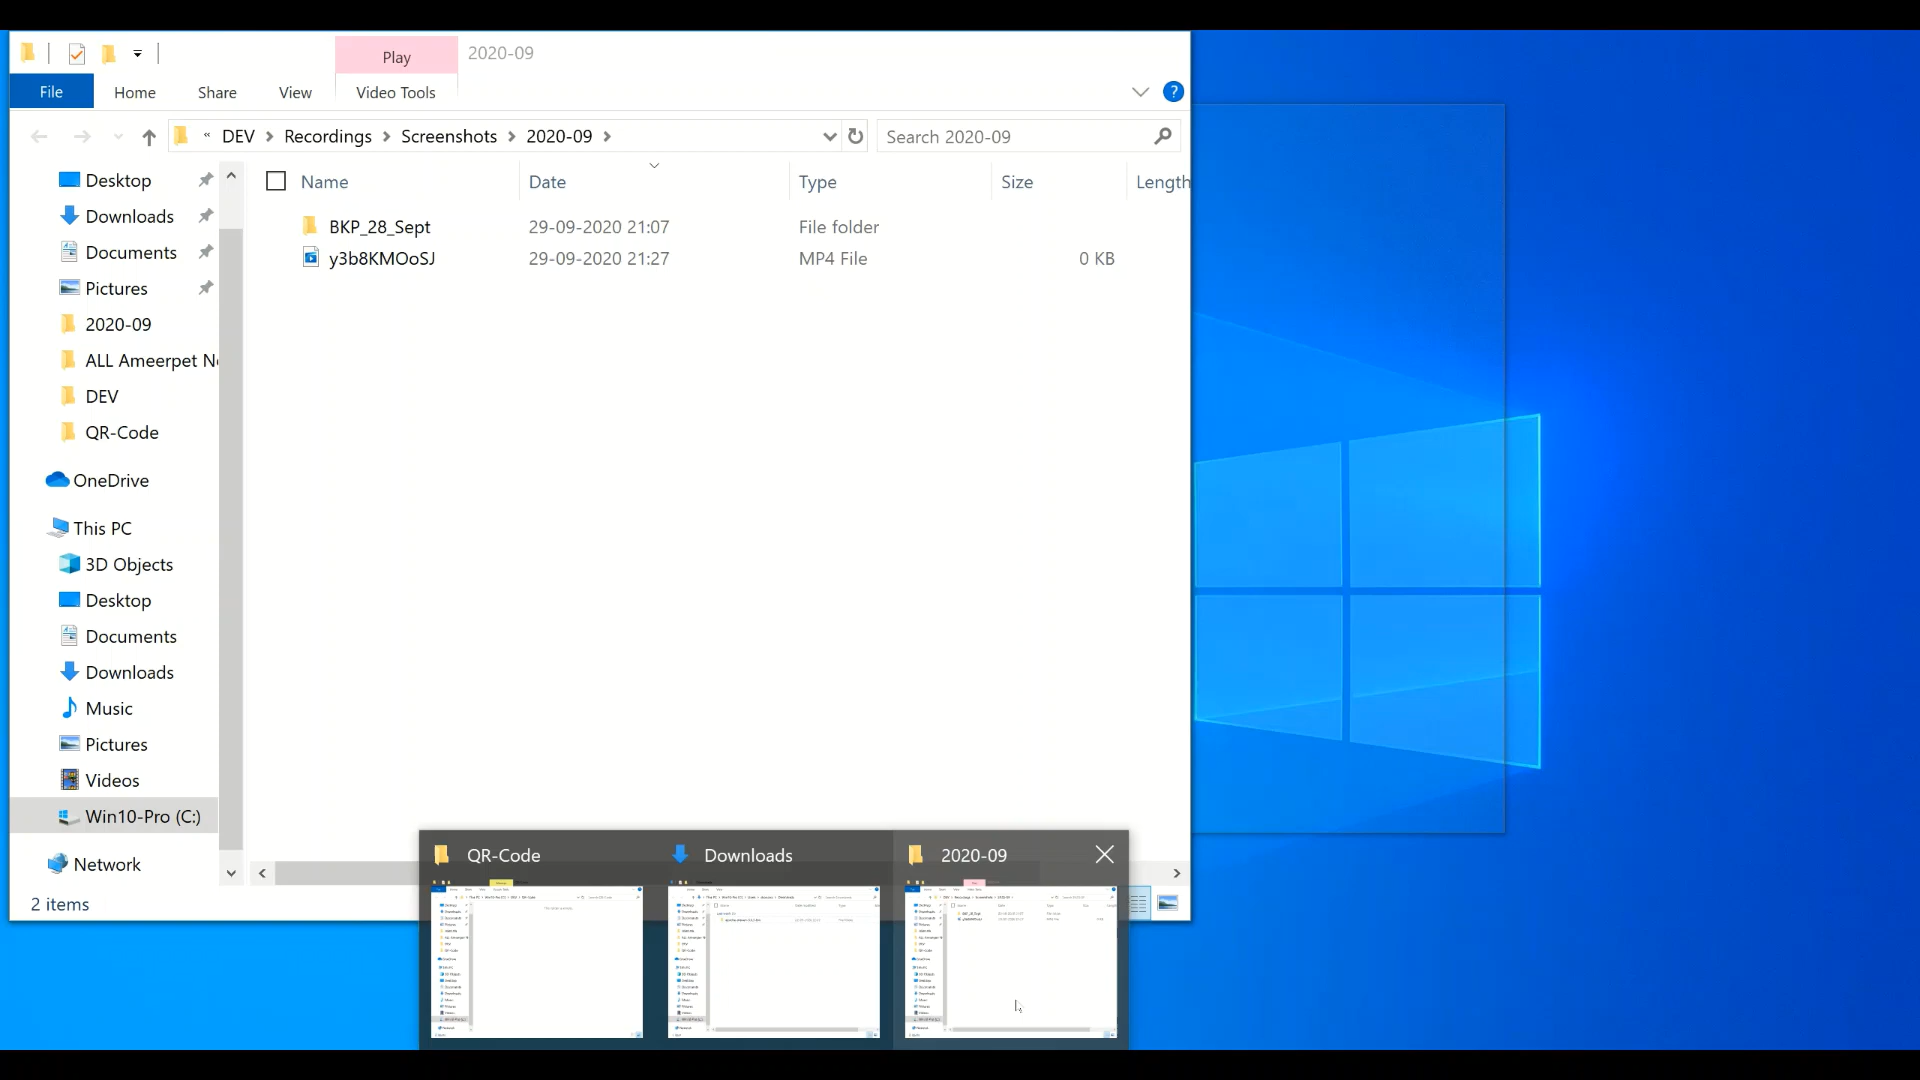 Play 2020-09
File Home Share View Video Tools ?
« DEV > Recordings > Screenshots > 2020-09 > Search 2020-09
Name Date Type Size Length
BKP_28_Sept 29-09-2020 21:07 File folder
y3b8KMOoSJ 29-09-2020 21:27 MP4 File 0 KB
Desktop
Downloads
Documents
Pictures
2020-09
ALL Ameerpet
DEV
QR-Code
OneDrive
This PC
3D Objects
Desktop
Documents
Downloads
Music
Pictures
Videos
Win10-Pro (C:)
Network
2 items
QR-Code Downloads 2020-09